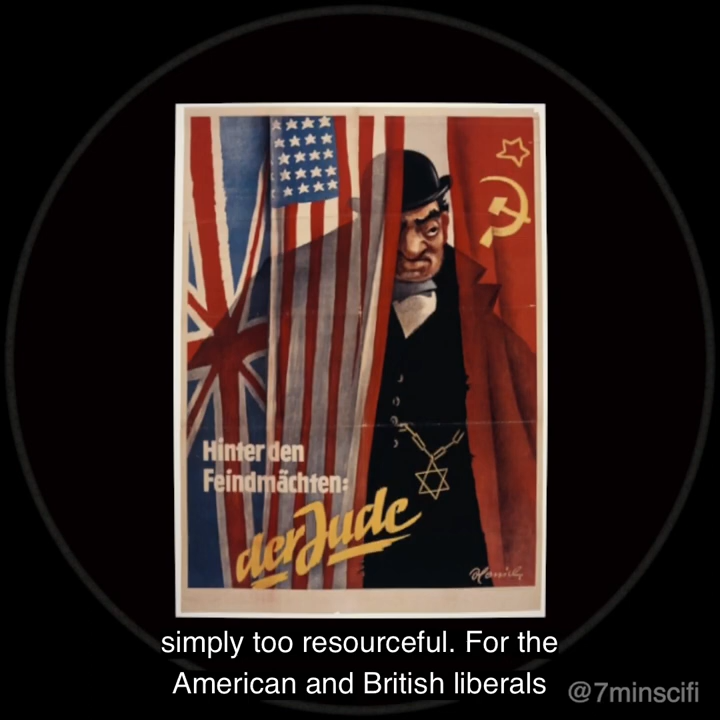 Hinter den
Feindmächten:
der Jude
simply too resourceful. For the
American and British liberals
@7minscifi